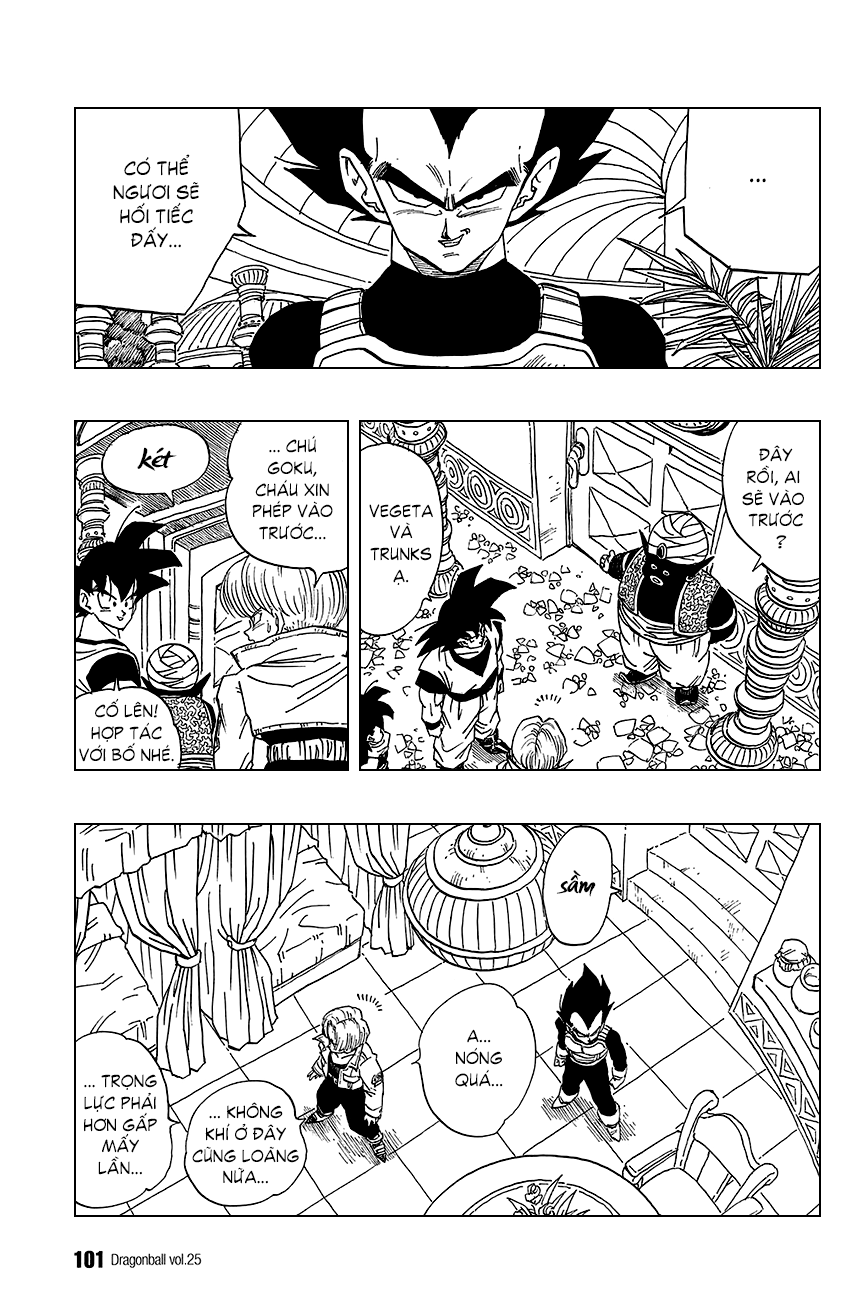 ...
CÓ THỂ
NGƯƠI SẼ
HỐI TIẾC
ĐẤY...
ĐÂY
RỒI, AI
SẼ VÀO
TRƯỚC
?
VEGETA
VÀ
TRUNKS
Ạ.
... CHÚ
GOKU,
CHÁU XIN
PHÉP VÀO
TRƯỚC...
két
CỐ LÊN!
HỢP TÁC
VỚI BỐ NHÉ.
sầm
A...
NÓNG
QUÁ...
... KHÔNG
KHÍ Ở ĐÂY
CŨNG LOÃNG
NỮA...
... TRỌNG
LỰC PHẢI
HƠN GẤP
MẤY
LẦN...
101 Dragonball vol.25